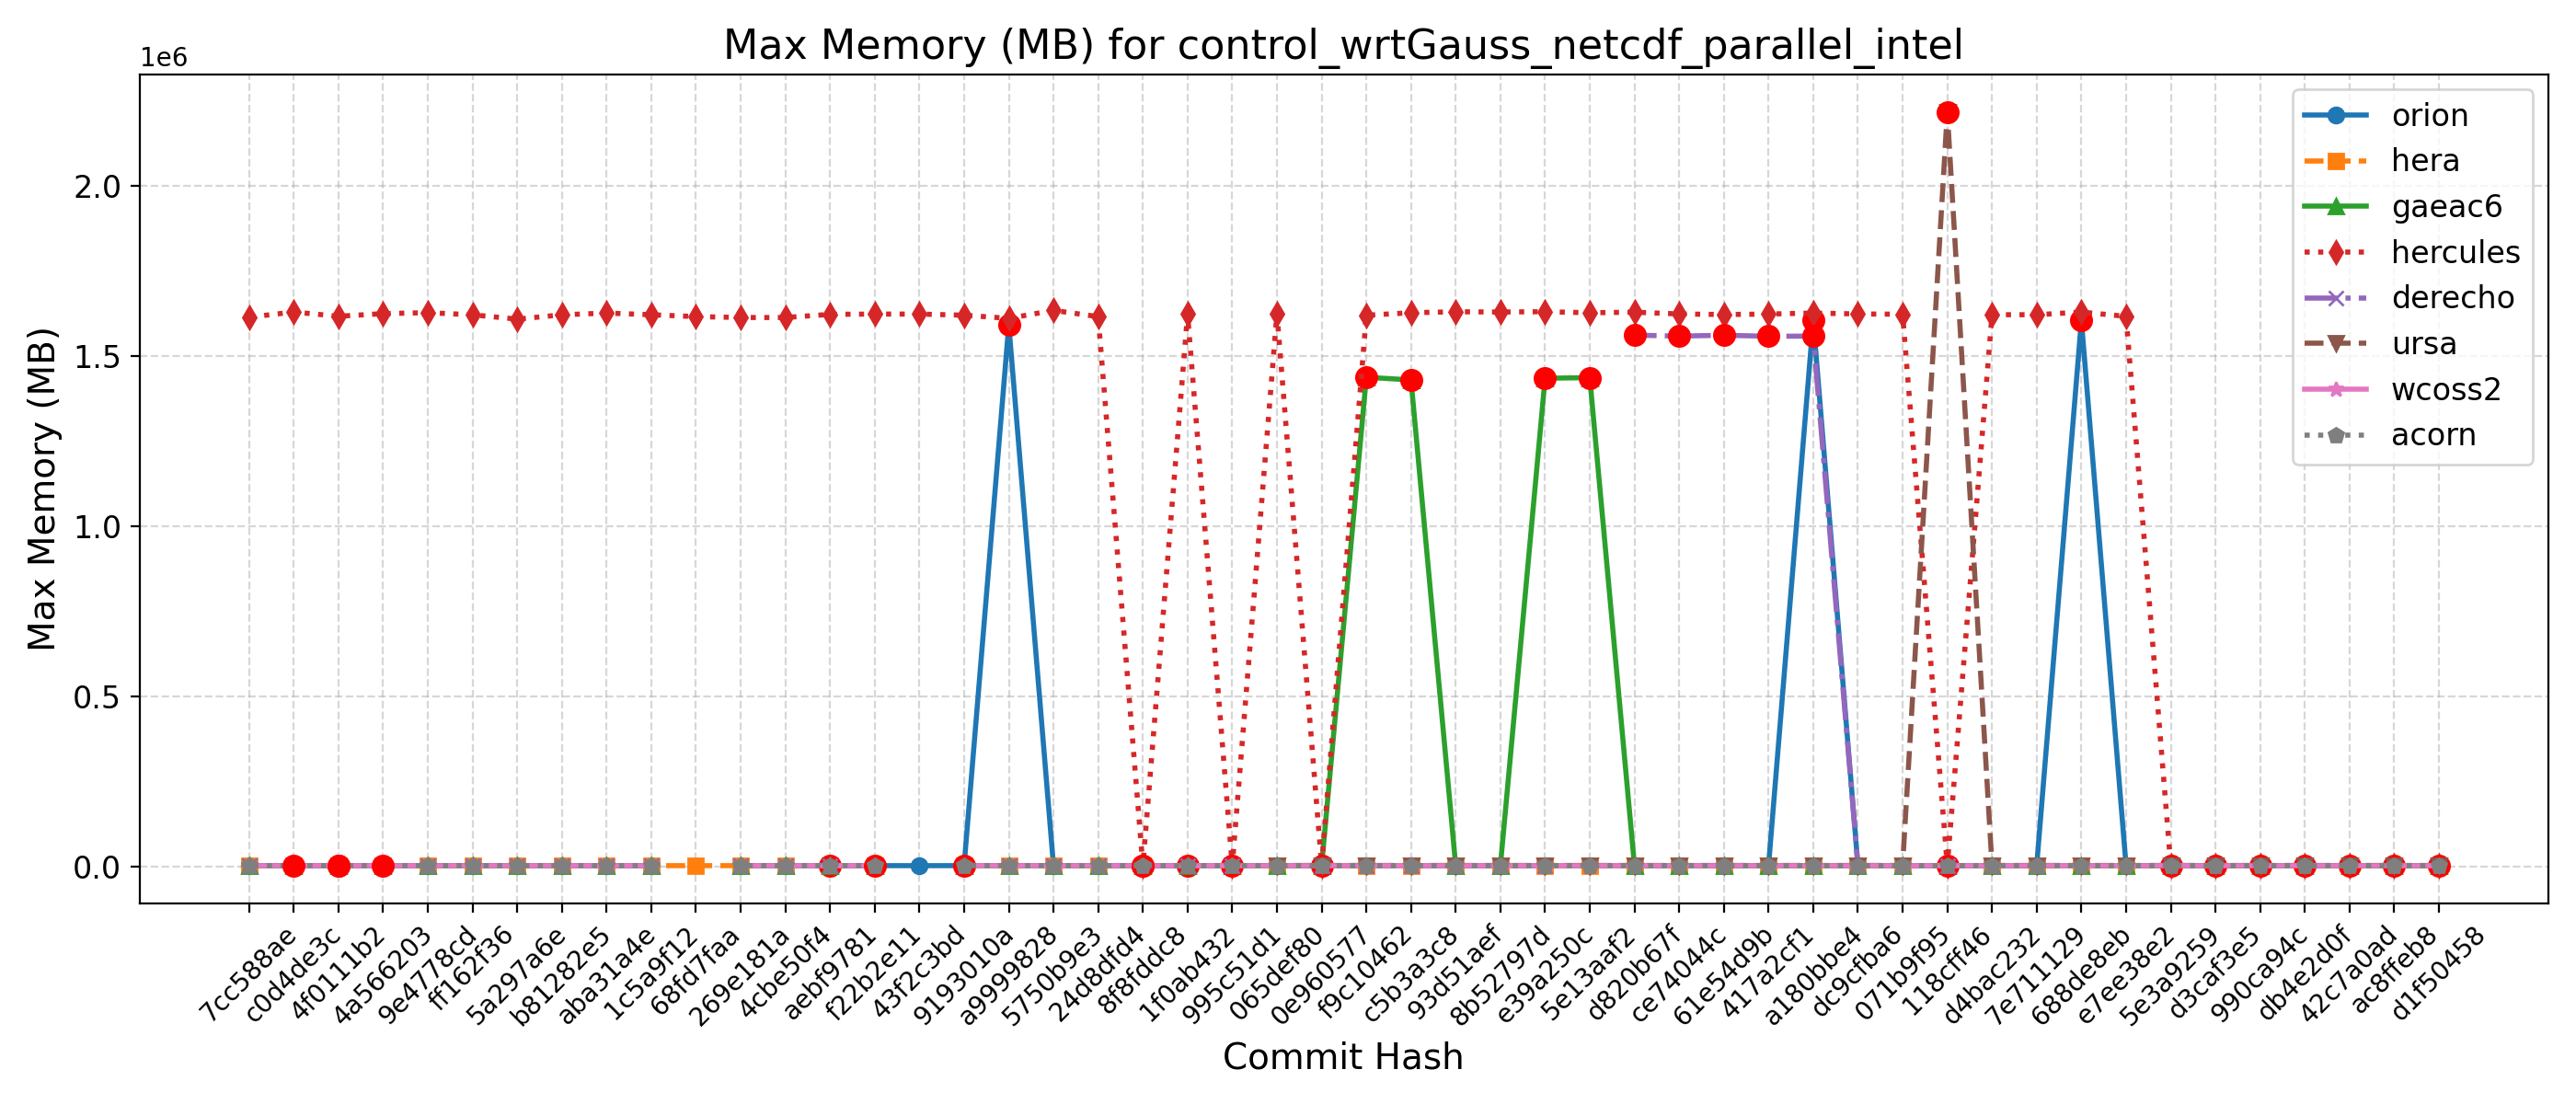 Max Memory (MB) for control_wrtGauss_netcdf_parallel_intel
1e6
Max Memory (MB)
2.0
1.5
1.0
0.5
0.0
orion
hera
gaeac6
hercules
derecho
ursa
wcoss2
acorn
7cc588ae
c0d4de3c
4f0111b2
4a566203
9e4778cd
ff162f36
5a297a6e
b81282e5
aba31a4e
1c5a9f12
68fd7faa
269e181a
4cbe50f4
aebf9781
f22b2e11
43f2c3bd
9193010a
a9999828
5750b9e3
24d8dfd4
8f8fddc8
1f0ab432
995c51d1
065def80
0e960577
f9c10462
c5b3a3c8
93d51aef
8b52797d
e39a250c
5e13aaf2
d820b67f
ce74044c
61e54d9b
417a2cf1
a180bbe4
dc9cfba6
071b9f95
118cff46
d4bac232
7e711129
688de8eb
e7ee38e2
5e3a9259
d3caf3e5
990ca94c
db4e2d0f
42c7a0ad
ac8ffeb8
d1f50458
Commit Hash